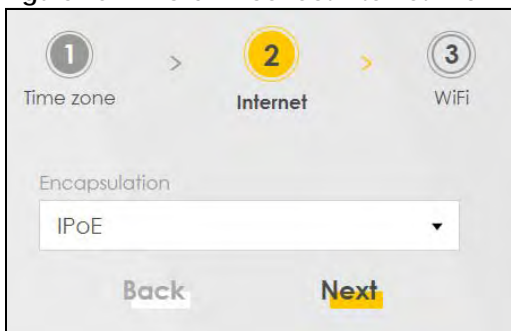 1 > 2 > 3
Time zone Internet WiFi
Encapsulation
IPoE
Back Next